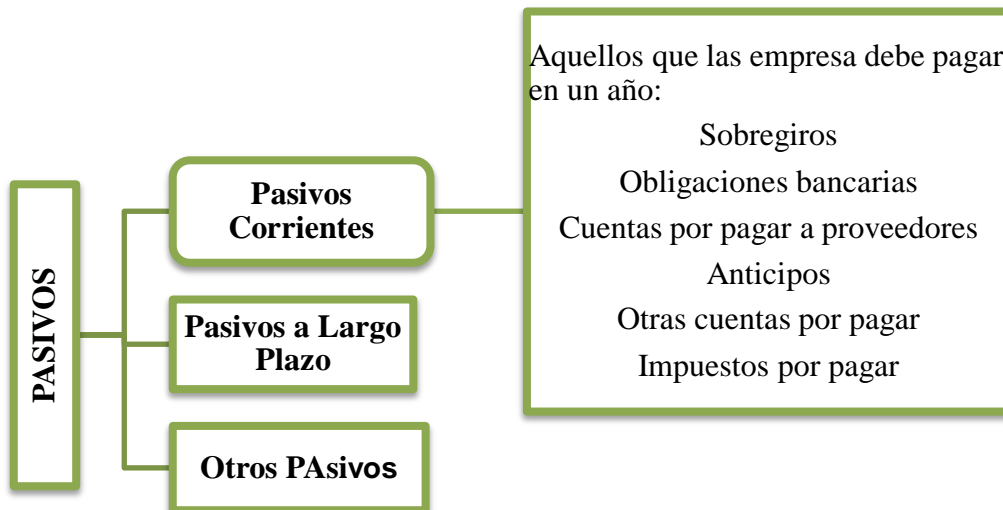 PASIVOS
Pasivos
Corrientes
Pasivos a Largo
Plazo
Otros PAsivos
Aquellos que las empresa debe pagar
en un año:
Sobregiros
Obligaciones bancarias
Cuentas por pagar a proveedores
Anticipos
Otras cuentas por pagar
Impuestos por pagar